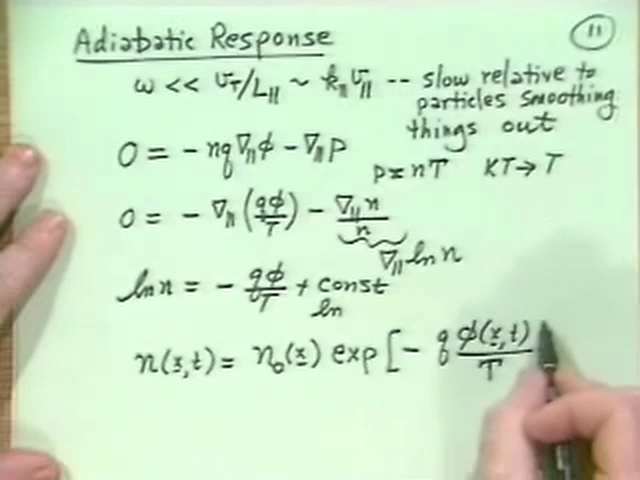 11
Adiabatic Response
ω << v_T/L_∥ ~ k_∥ v_∥ -- slow relative to
particles smoothing
things out
0 = - nq∇_∥ϕ - ∇_∥p
p = nT KT → T
0 = - ∇_∥(qϕ/T) - ∇_∥n/n
∇_∥ ln n
ln n = - qϕ/T + const
ln
n(x,t) = n_0(x) exp [- q ϕ(x,t)/T